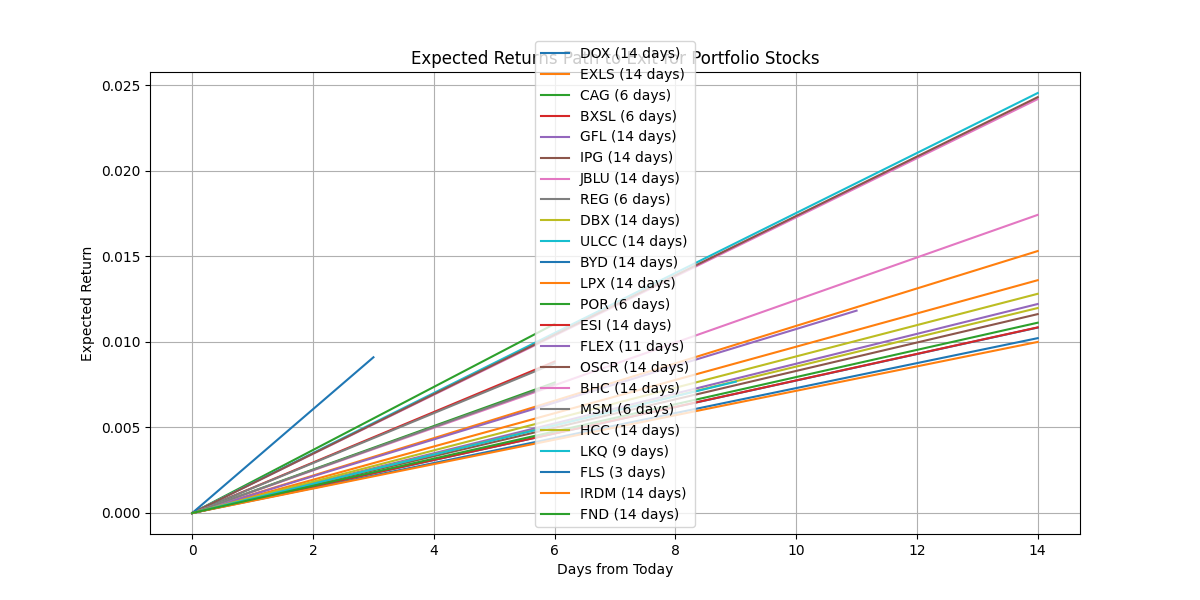 Expected Returns Path to Exit for Portfolio Stocks
DOX (14 days)
EXLS (14 days)
CAG (6 days)
BXSL (6 days)
GFL (14 days)
IPG (14 days)
JBLU (14 days)
REG (6 days)
DBX (14 days)
ULCC (14 days)
BYD (14 days)
LPX (14 days)
POR (6 days)
ESI (14 days)
FLEX (11 days)
OSCR (14 days)
BHC (14 days)
MSM (6 days)
HCC (14 days)
LKQ (9 days)
FLS (3 days)
IRDM (14 days)
FND (14 days)
Expected Return
0.025
0.020
0.015
0.010
0.005
0.000
0 2 4 6 8 10 12 14
Days from Today